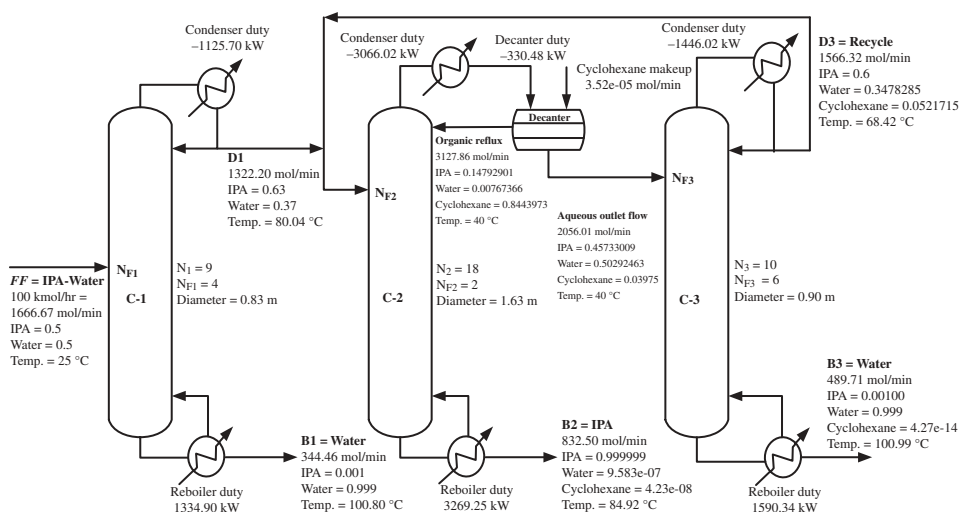 Condenser duty
–1125.70 kW
Condenser duty
–3066.02 kW
Decanter duty
–330.48 kW
Cyclohexane makeup
3.52e-05 mol/min
Condenser duty
–1446.02 kW
D3 = Recycle
1566.32 mol/min
IPA = 0.6
Water = 0.3478285
Cyclohexane = 0.0521715
Temp. = 68.42 °C
Decanter
Organic reflux
3127.86 mol/min
IPA = 0.14792901
Water = 0.00767366
Cyclohexane = 0.8443973
Temp. = 40 °C
D1
1322.20 mol/min
IPA = 0.63
Water = 0.37
Temp. = 80.04 °C
NF2
NF3
Aqueous outlet flow
2056.01 mol/min
IPA = 0.45733009
Water = 0.50292463
Cyclohexane = 0.03975
Temp. = 40 °C
FF = IPA-Water
100 kmol/hr =
1666.67 mol/min
IPA = 0.5
Water = 0.5
Temp. = 25 °C
NF1
C-1
N1 = 9
NF1 = 4
Diameter = 0.83 m
C-2
N2 = 18
NF2 = 2
Diameter = 1.63 m
C-3
N3 = 10
NF3 = 6
Diameter = 0.90 m
B1 = Water
344.46 mol/min
IPA = 0.001
Water = 0.999
Temp. = 100.80 °C
B2 = IPA
832.50 mol/min
IPA = 0.999999
Water = 9.583e-07
Cyclohexane = 4.23e-08
Temp. = 84.92 °C
B3 = Water
489.71 mol/min
IPA = 0.00100
Water = 0.999
Cyclohexane = 4.27e-14
Temp. = 100.99 °C
Reboiler duty
1334.90 kW
Reboiler duty
3269.25 kW
Reboiler duty
1590.34 kW